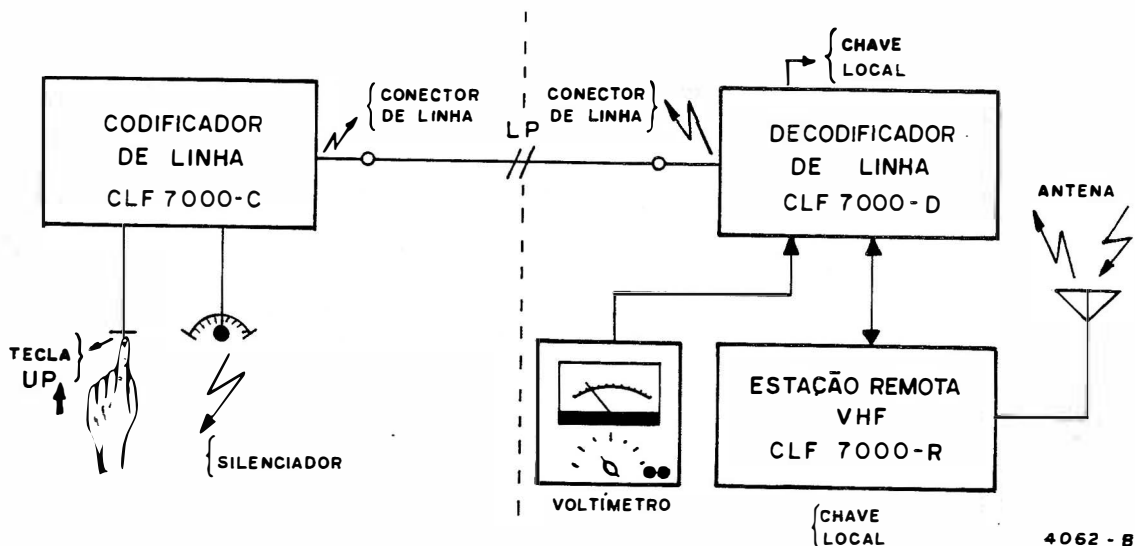 CODIFICADOR
DE LINHA
CLF 7000-C
CONECTOR
DE LINHA
LP
CONECTOR
DE LINHA
CHAVE
LOCAL
DECODIFICADOR
DE LINHA
CLF 7000-D
ANTENA
TECLA
UP
SILENCIADOR
VOLTÍMETRO
ESTAÇÃO REMOTA
VHF
CLF 7000-R
CHAVE
LOCAL
4062-B